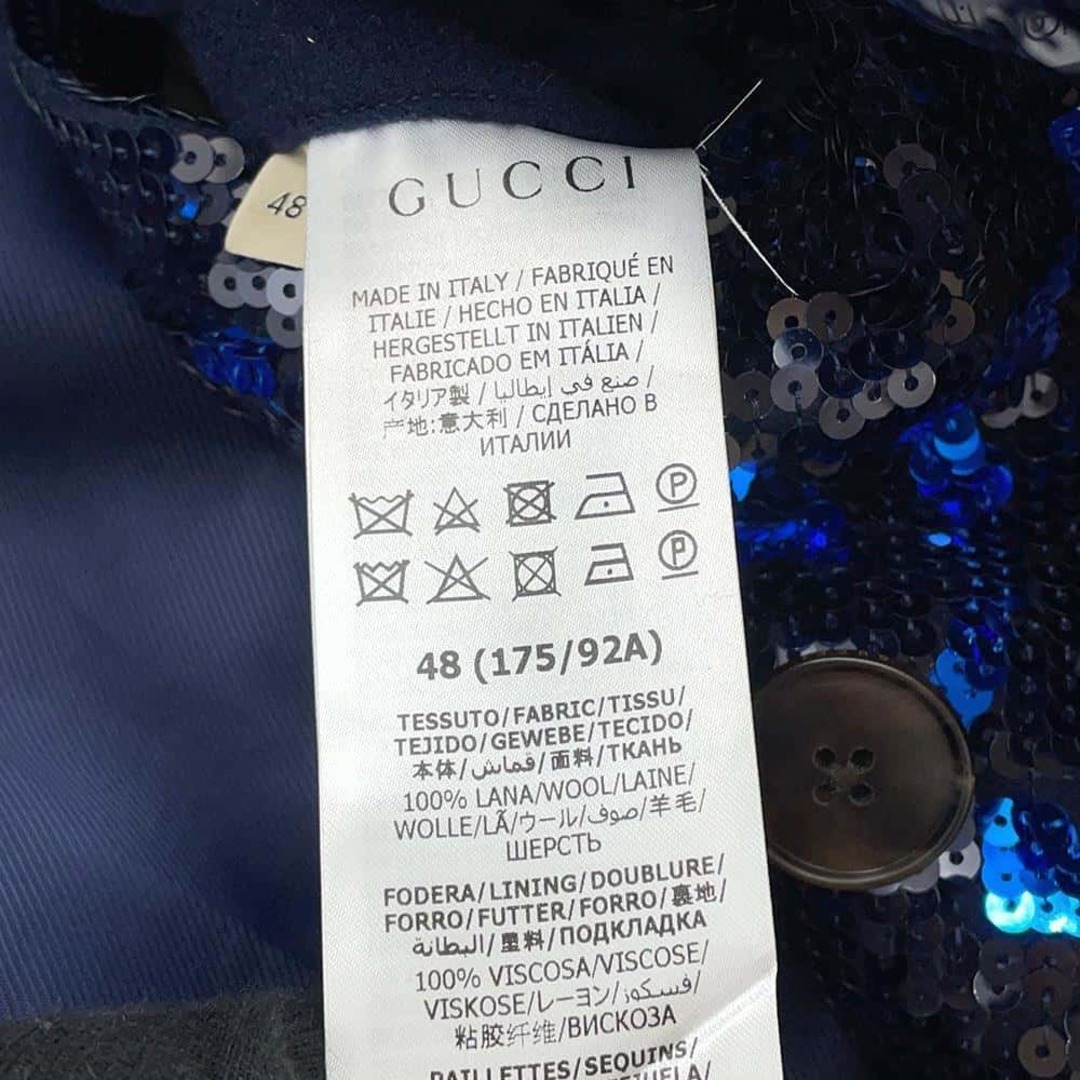 48
GUCCI
MADE IN ITALY / FABRIQUÉ EN
ITALIE / HECHO EN ITALIA /
HERGESTELLT IN ITALIEN /
FABRICADO EM ITÁLIA /
イタリア製 / صنع في إيطاليا /
产地:意大利 / СДЕЛАНО В
ИТАЛИИ
P
P
48 (175/92A)
TESSUTO/FABRIC/TISSU/
TEJIDO/GEWEBE/TECIDO/
本体/قماش/面料/ТКАНЬ
100% LANA/WOOL/LAINE/
WOLLE/LÃ/ウール/صوف/羊毛/
ШЕРСТЬ
FODERA/LINING/DOUBLURE/
FORRO/FUTTER/FORRO/裏地/
البطانة/里料/ПОДКЛАДКА
100% VISCOSA/VISCOSE/
VISKOSE/レーヨン/فسكوز/
粘胶纤维/ВИСКОЗА
PAILLETTES/SEQUINS/